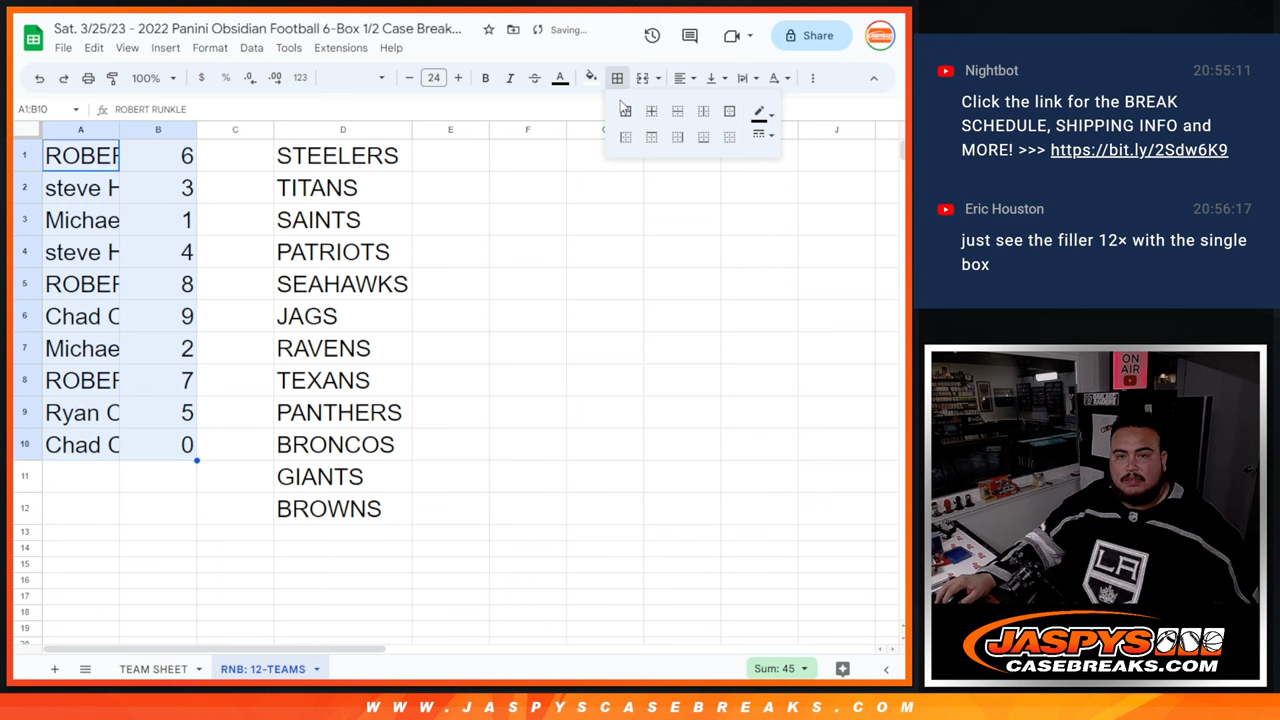 Sat. 3/25/23 - 2022 Panini Obsidian Football 6-Box 1/2 Case Break...
Saving...
Share
File Edit View Insert Format Data Tools Extensions Help
100% $ % .0 .00 123 24 B I A
A1:B10 fx ROBERT RUNKLE
A B C D E F J
1 ROBER 6 STEELERS
2 steve H 3 TITANS
3 Michae 1 SAINTS
4 steve H 4 PATRIOTS
5 ROBER 8 SEAHAWKS
6 Chad C 9 JAGS
7 Michae 2 RAVENS
8 ROBER 7 TEXANS
9 Ryan C 5 PANTHERS
10 Chad C 0 BRONCOS
11 GIANTS
12 BROWNS
13
14
15
16
17
18
19
TEAM SHEET RNB: 12-TEAMS Sum: 45
Nightbot 20:55:11
Click the link for the BREAK
SCHEDULE, SHIPPING INFO and
MORE! >>> https://bit.ly/2Sdw6K9
Eric Houston 20:56:17
just see the filler 12× with the single
box
ON
AIR
LA
JASPYS
CASEBREAKS.COM
WWW.JASPYSCASEBREAKS.COM